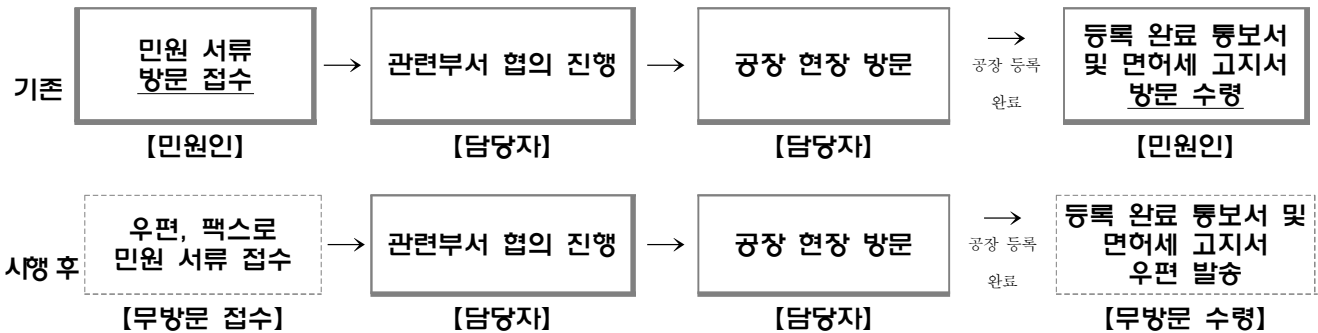 기존
민원 서류
방문 접수
→
관련부서 협의 진행
→
공장 현장 방문
→
공장 등록
완료
등록 완료 통보서
및 면허세 고지서
방문 수령
【민원인】
【담당자】
【담당자】
【민원인】
시행 후
우편, 팩스로
민원 서류 접수
→
관련부서 협의 진행
→
공장 현장 방문
→
공장 등록
완료
등록 완료 통보서 및
면허세 고지서
우편 발송
【무방문 접수】
【담당자】
【담당자】
【무방문 수령】